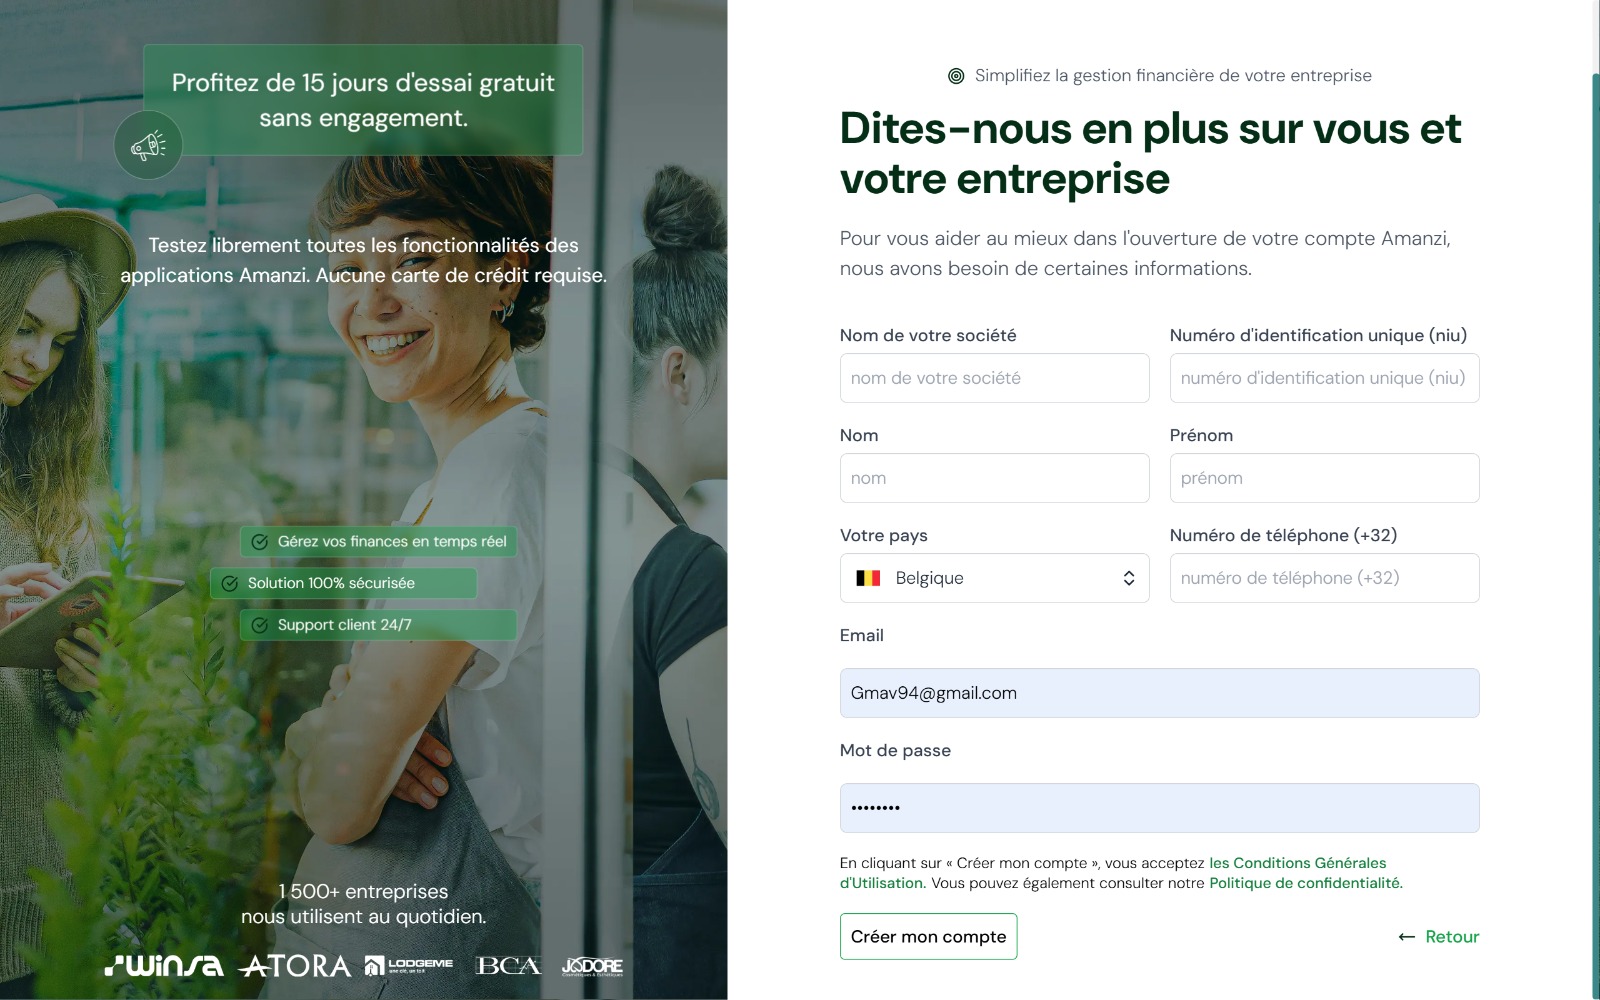 Profitez de 15 jours d'essai gratuit
sans engagement.
Testez librement toutes les fonctionnalités des
applications Amanzi. Aucune carte de crédit requise.
Gérez vos finances en temps réel
Solution 100% sécurisée
Support client 24/7
1 500+ entreprises
nous utilisent au quotidien.
winsa ATORA LODGEME BCA J'ADORE
une clé, un toit
Cosmétiques & Esthétiques
Simplifiez la gestion financière de votre entreprise
Dites-nous en plus sur vous et
votre entreprise
Pour vous aider au mieux dans l'ouverture de votre compte Amanzi,
nous avons besoin de certaines informations.
Nom de votre société
nom de votre société
Numéro d'identification unique (niu)
numéro d'identification unique (niu)
Nom
nom
Prénom
prénom
Votre pays
Belgique
Numéro de téléphone (+32)
numéro de téléphone (+32)
Email
Gmav94@gmail.com
Mot de passe
••••••••
En cliquant sur « Créer mon compte », vous acceptez les Conditions Générales
d'Utilisation. Vous pouvez également consulter notre Politique de confidentialité.
Créer mon compte
← Retour